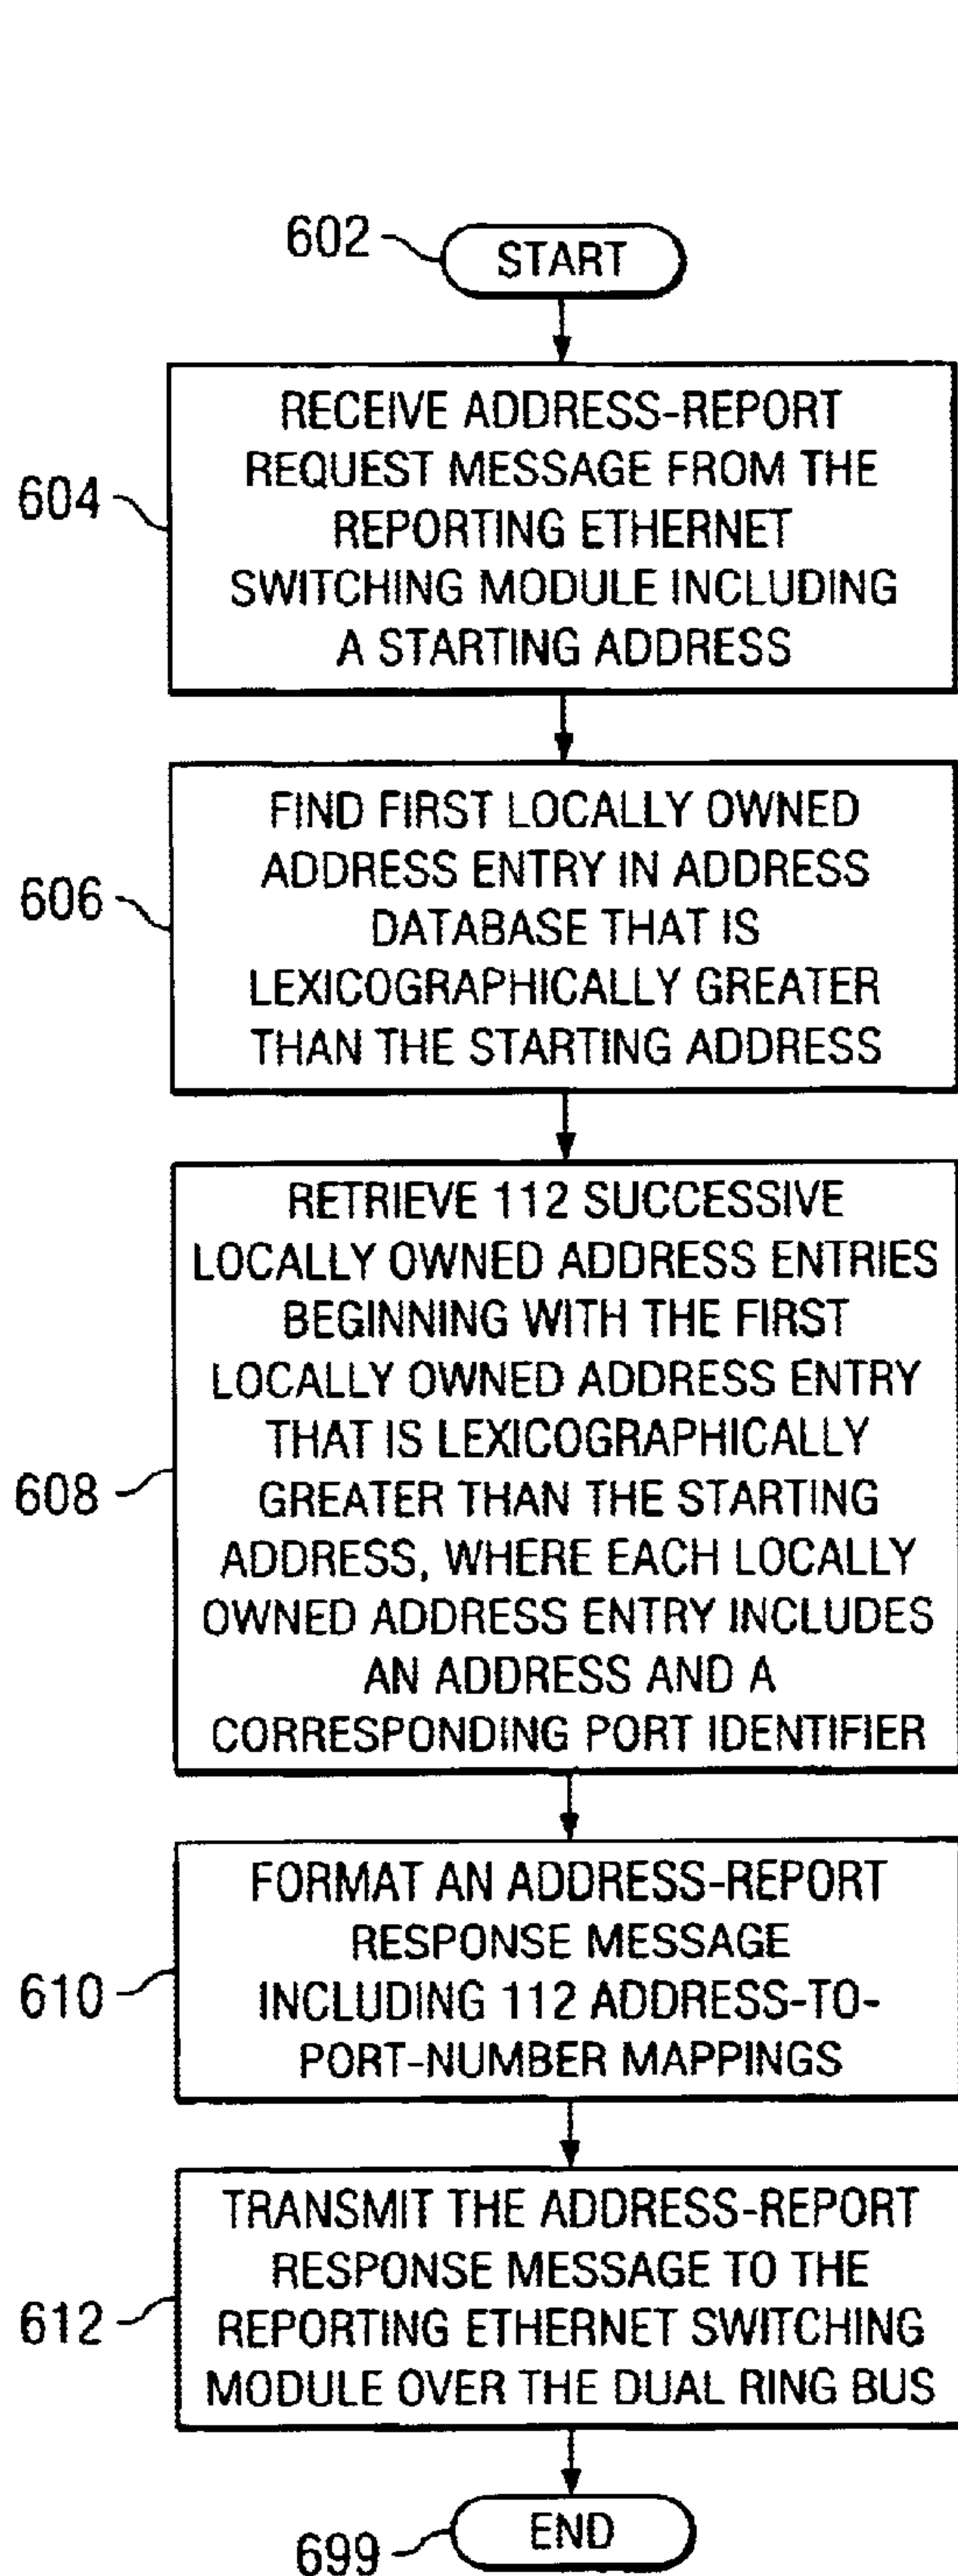 602
START
604
RECEIVE ADDRESS-REPORT
REQUEST MESSAGE FROM THE
REPORTING ETHERNET
SWITCHING MODULE INCLUDING
A STARTING ADDRESS
606
FIND FIRST LOCALLY OWNED
ADDRESS ENTRY IN ADDRESS
DATABASE THAT IS
LEXICOGRAPHICALLY GREATER
THAN THE STARTING ADDRESS
608
RETRIEVE 112 SUCCESSIVE
LOCALLY OWNED ADDRESS ENTRIES
BEGINNING WITH THE FIRST
LOCALLY OWNED ADDRESS ENTRY
THAT IS LEXICOGRAPHICALLY
GREATER THAN THE STARTING
ADDRESS, WHERE EACH LOCALLY
OWNED ADDRESS ENTRY INCLUDES
AN ADDRESS AND A
CORRESPONDING PORT IDENTIFIER
610
FORMAT AN ADDRESS-REPORT
RESPONSE MESSAGE
INCLUDING 112 ADDRESS-TO-
PORT-NUMBER MAPPINGS
612
TRANSMIT THE ADDRESS-REPORT
RESPONSE MESSAGE TO THE
REPORTING ETHERNET SWITCHING
MODULE OVER THE DUAL RING BUS
699
END